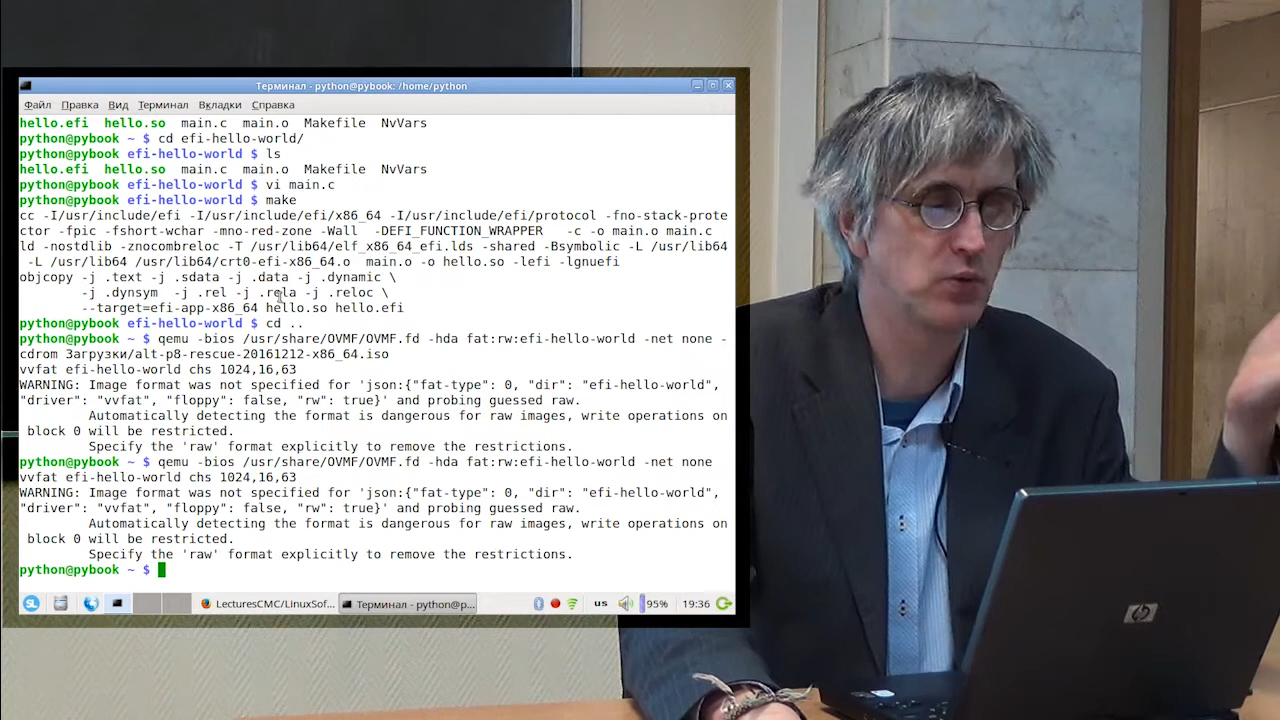 Терминал - python@pybook: /home/python
Файл Правка Вид Терминал Вкладки Справка
hello.efi hello.so main.c main.o Makefile NvVars
python@pybook ~ $ cd efi-hello-world/
python@pybook efi-hello-world $ ls
hello.efi hello.so main.c main.o Makefile NvVars
python@pybook efi-hello-world $ vi main.c
python@pybook efi-hello-world $ make
cc -I/usr/include/efi -I/usr/include/efi/x86_64 -I/usr/include/efi/protocol -fno-stack-prote
ctor -fpic -fshort-wchar -mno-red-zone -Wall -DEFI_FUNCTION_WRAPPER -c -o main.o main.c
ld -nostdlib -znocombreloc -T /usr/lib64/elf_x86_64_efi.lds -shared -Bsymbolic -L /usr/lib64
-L /usr/lib64 /usr/lib64/crt0-efi-x86_64.o main.o -o hello.so -lefi -lgnuefi
objcopy -j .text -j .sdata -j .data -j .dynamic \
-j .dynsym -j .rel -j .rela -j .reloc \
--target=efi-app-x86_64 hello.so hello.efi
python@pybook efi-hello-world $ cd ..
python@pybook ~ $ qemu -bios /usr/share/OVMF/OVMF.fd -hda fat:rw:efi-hello-world -net none -
cdrom Загрузки/alt-p8-rescue-20161212-x86_64.iso
vvfat efi-hello-world chs 1024,16,63
WARNING: Image format was not specified for 'json:{"fat-type": 0, "dir": "efi-hello-world",
"driver": "vvfat", "floppy": false, "rw": true}' and probing guessed raw.
Automatically detecting the format is dangerous for raw images, write operations on
block 0 will be restricted.
Specify the 'raw' format explicitly to remove the restrictions.
python@pybook ~ $ qemu -bios /usr/share/OVMF/OVMF.fd -hda fat:rw:efi-hello-world -net none
vvfat efi-hello-world chs 1024,16,63
WARNING: Image format was not specified for 'json:{"fat-type": 0, "dir": "efi-hello-world",
"driver": "vvfat", "floppy": false, "rw": true}' and probing guessed raw.
Automatically detecting the format is dangerous for raw images, write operations on
block 0 will be restricted.
Specify the 'raw' format explicitly to remove the restrictions.
python@pybook ~ $
SL LecturesCMC/LinuxSof... Терминал - python@p... us 95% 19:36
hp